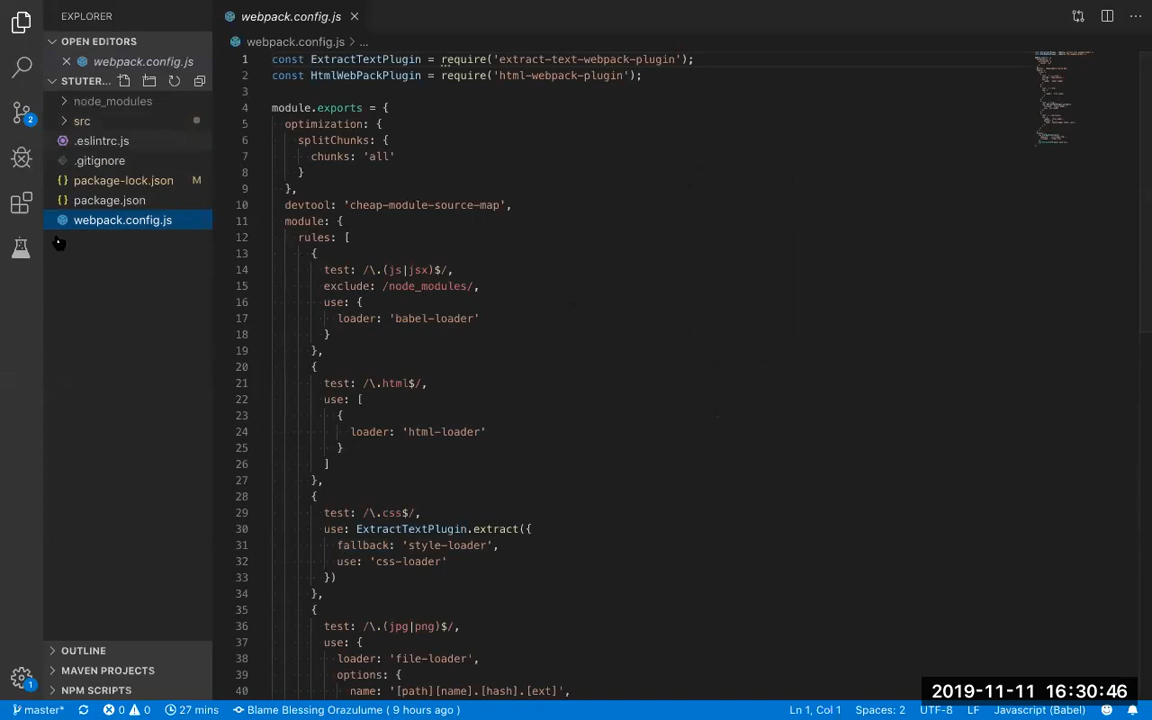 EXPLORER
OPEN EDITORS
webpack.config.js
STUTER...
node_modules
src
.eslintrc.js
.gitignore
package-lock.json M
package.json
webpack.config.js
OUTLINE
MAVEN PROJECTS
NPM SCRIPTS
2
1
webpack.config.js
webpack.config.js > ...
1 const ExtractTextPlugin = require('extract-text-webpack-plugin');
2 const HtmlWebPackPlugin = require('html-webpack-plugin');
3
4 module.exports = {
5 optimization: {
6 splitChunks: {
7 chunks: 'all'
8 }
9 },
10 devtool: 'cheap-module-source-map',
11 module: {
12 rules: [
13 {
14 test: /\.(js|jsx)$/,
15 exclude: /node_modules/,
16 use: {
17 loader: 'babel-loader'
18 }
19 },
20 {
21 test: /\.html$/,
22 use: [
23 {
24 loader: 'html-loader'
25 }
26 ]
27 },
28 {
29 test: /\.css$/,
30 use: ExtractTextPlugin.extract({
31 fallback: 'style-loader',
32 use: 'css-loader'
33 })
34 },
35 {
36 test: /\.(jpg|png)$/,
37 use: {
38 loader: 'file-loader',
39 options: {
40 name: '[path][name].[hash].[ext]',
2019-11-11 16:30:46
master* 0 0 27 mins Blame Blessing Orazulume ( 9 hours ago ) Ln 1, Col 1 Spaces: 2 UTF-8 LF Javascript (Babel)